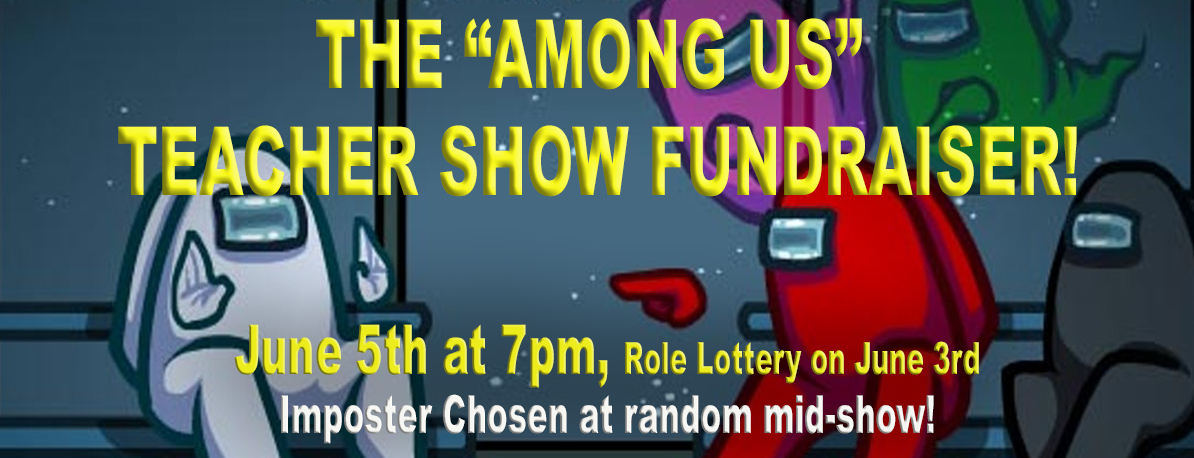 THE “AMONG US”
TEACHER SHOW FUNDRAISER!
June 5th at 7pm, Role Lottery on June 3rd
Imposter Chosen at random mid-show!